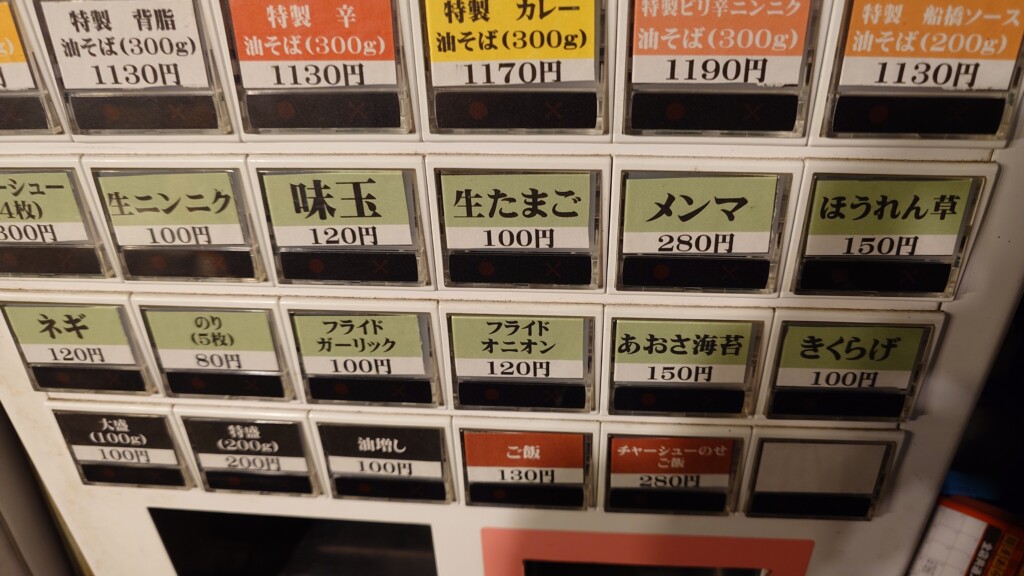 特製 背脂
油そば(300g)
1130円
特製 辛
油そば(300g)
1130円
特製 カレー
油そば(300g)
1170円
特製ピリ辛ニンニク
油そば(300g)
1190円
特製 船橋ソース
油そば(200g)
1130円
ーシュー
4枚)
300円
生ニンニク
100円
味玉
120円
生たまご
100円
メンマ
280円
ほうれん草
150円
ネギ
120円
のり
(5枚)
80円
フライド
ガーリック
100円
フライド
オニオン
120円
あおさ海苔
150円
きくらげ
100円
大盛
(100g)
100円
特盛
(200g)
200円
油増し
100円
ご飯
130円
チャーシューのせ
ご飯
280円